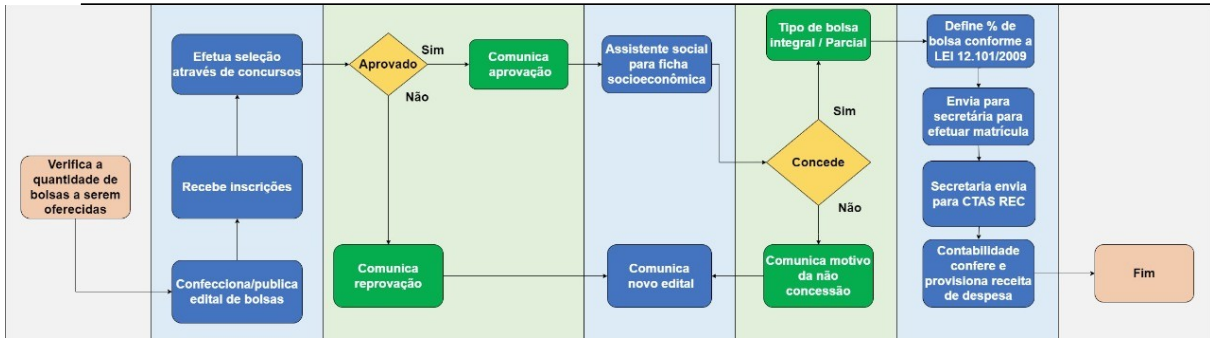 Verifica a
quantidade de
bolsas a serem
oferecidas
Confecciona/publica
edital de bolsas
Recebe inscrições
Efetua seleção
através de concursos
Aprovado
Sim
Não
Comunica
aprovação
Comunica
reprovação
Assistente social
para ficha
socioeconômica
Comunica
novo edital
Concede
Sim
Não
Tipo de bolsa
integral / Parcial
Comunica motivo
da não
concessão
Define % de
bolsa conforme a
LEI 12.101/2009
Envia para
secretária para
efetuar matrícula
Secretaria envia
para CTAS REC
Contabilidade
confere e
provisiona receita
de despesa
Fim